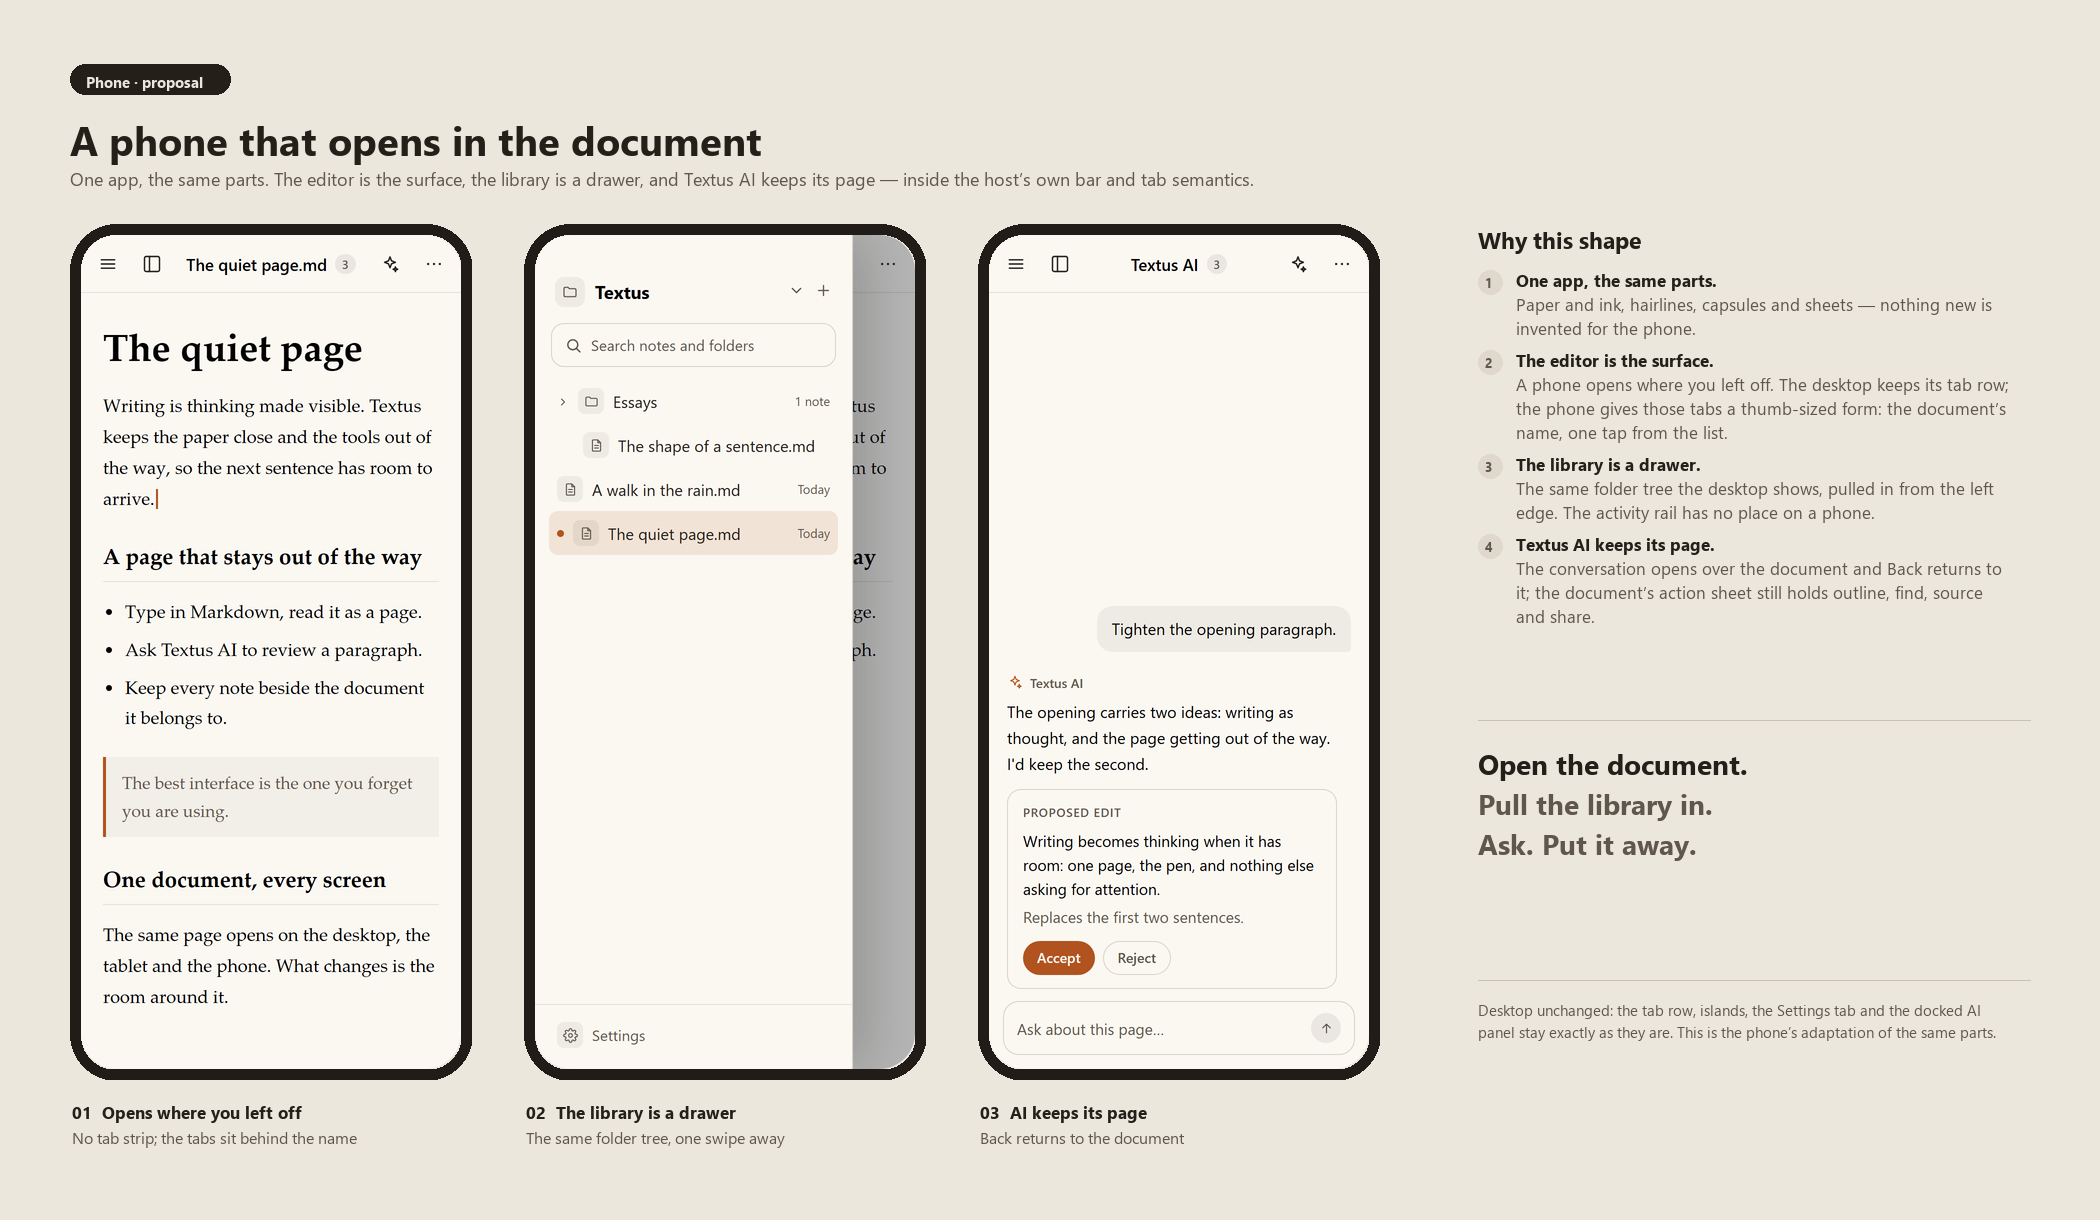 Phone · proposal
A phone that opens in the document
One app, the same parts. The editor is the surface, the library is a drawer, and Textus AI keeps its page — inside the host’s own bar and tab semantics.
The quiet page.md 3
The quiet page
Writing is thinking made visible. Textus
keeps the paper close and the tools out of
the way, so the next sentence has room to
arrive.
A page that stays out of the way
• Type in Markdown, read it as a page.
• Ask Textus AI to review a paragraph.
• Keep every note beside the document
it belongs to.
The best interface is the one you forget
you are using.
One document, every screen
The same page opens on the desktop, the
tablet and the phone. What changes is the
room around it.
01 Opens where you left off
No tab strip; the tabs sit behind the name
Textus
Search notes and folders
Essays 1 note
The shape of a sentence.md
A walk in the rain.md Today
The quiet page.md Today
Settings
tus
ut of
m to
ay
ge.
ph.
02 The library is a drawer
The same folder tree, one swipe away
Textus AI 3
Tighten the opening paragraph.
Textus AI
The opening carries two ideas: writing as
thought, and the page getting out of the way.
I'd keep the second.
PROPOSED EDIT
Writing becomes thinking when it has
room: one page, the pen, and nothing else
asking for attention.
Replaces the first two sentences.
Accept Reject
Ask about this page...
03 AI keeps its page
Back returns to the document
Why this shape
1 One app, the same parts.
Paper and ink, hairlines, capsules and sheets — nothing new is
invented for the phone.
2 The editor is the surface.
A phone opens where you left off. The desktop keeps its tab row;
the phone gives those tabs a thumb-sized form: the document’s
name, one tap from the list.
3 The library is a drawer.
The same folder tree the desktop shows, pulled in from the left
edge. The activity rail has no place on a phone.
4 Textus AI keeps its page.
The conversation opens over the document and Back returns to
it; the document’s action sheet still holds outline, find, source
and share.
Open the document.
Pull the library in.
Ask. Put it away.
Desktop unchanged: the tab row, islands, the Settings tab and the docked AI
panel stay exactly as they are. This is the phone’s adaptation of the same parts.